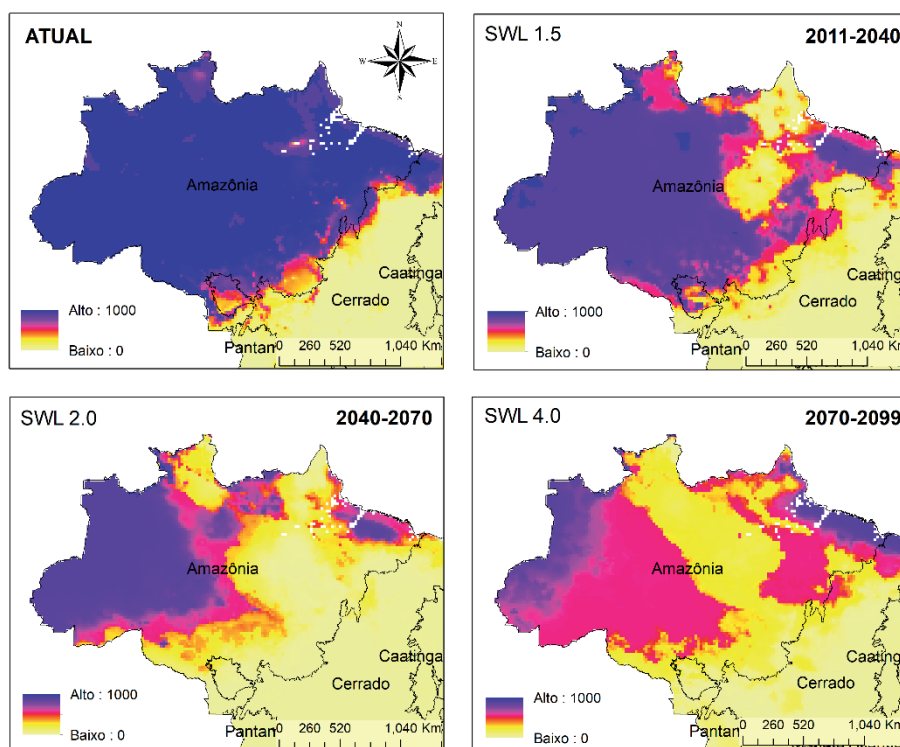 ATUAL
N
W E
S
Amazônia
Caatinga
Cerrado
Pantan
Alto : 1000
Baixo : 0
0 260 520 1,040 Km
SWL 1.5 2011-2040
Amazônia
Caatinga
Cerrado
Pantan
Alto : 1000
Baixo : 0
0 260 520 1,040 Km
SWL 2.0 2040-2070
Amazônia
Caatinga
Cerrado
Pantan
Alto : 1000
Baixo : 0
0 260 520 1,040 Km
SWL 4.0 2070-2099
Amazônia
Caatinga
Cerrado
Pantan
Alto : 1000
Baixo : 0
0 260 520 1,040 Km